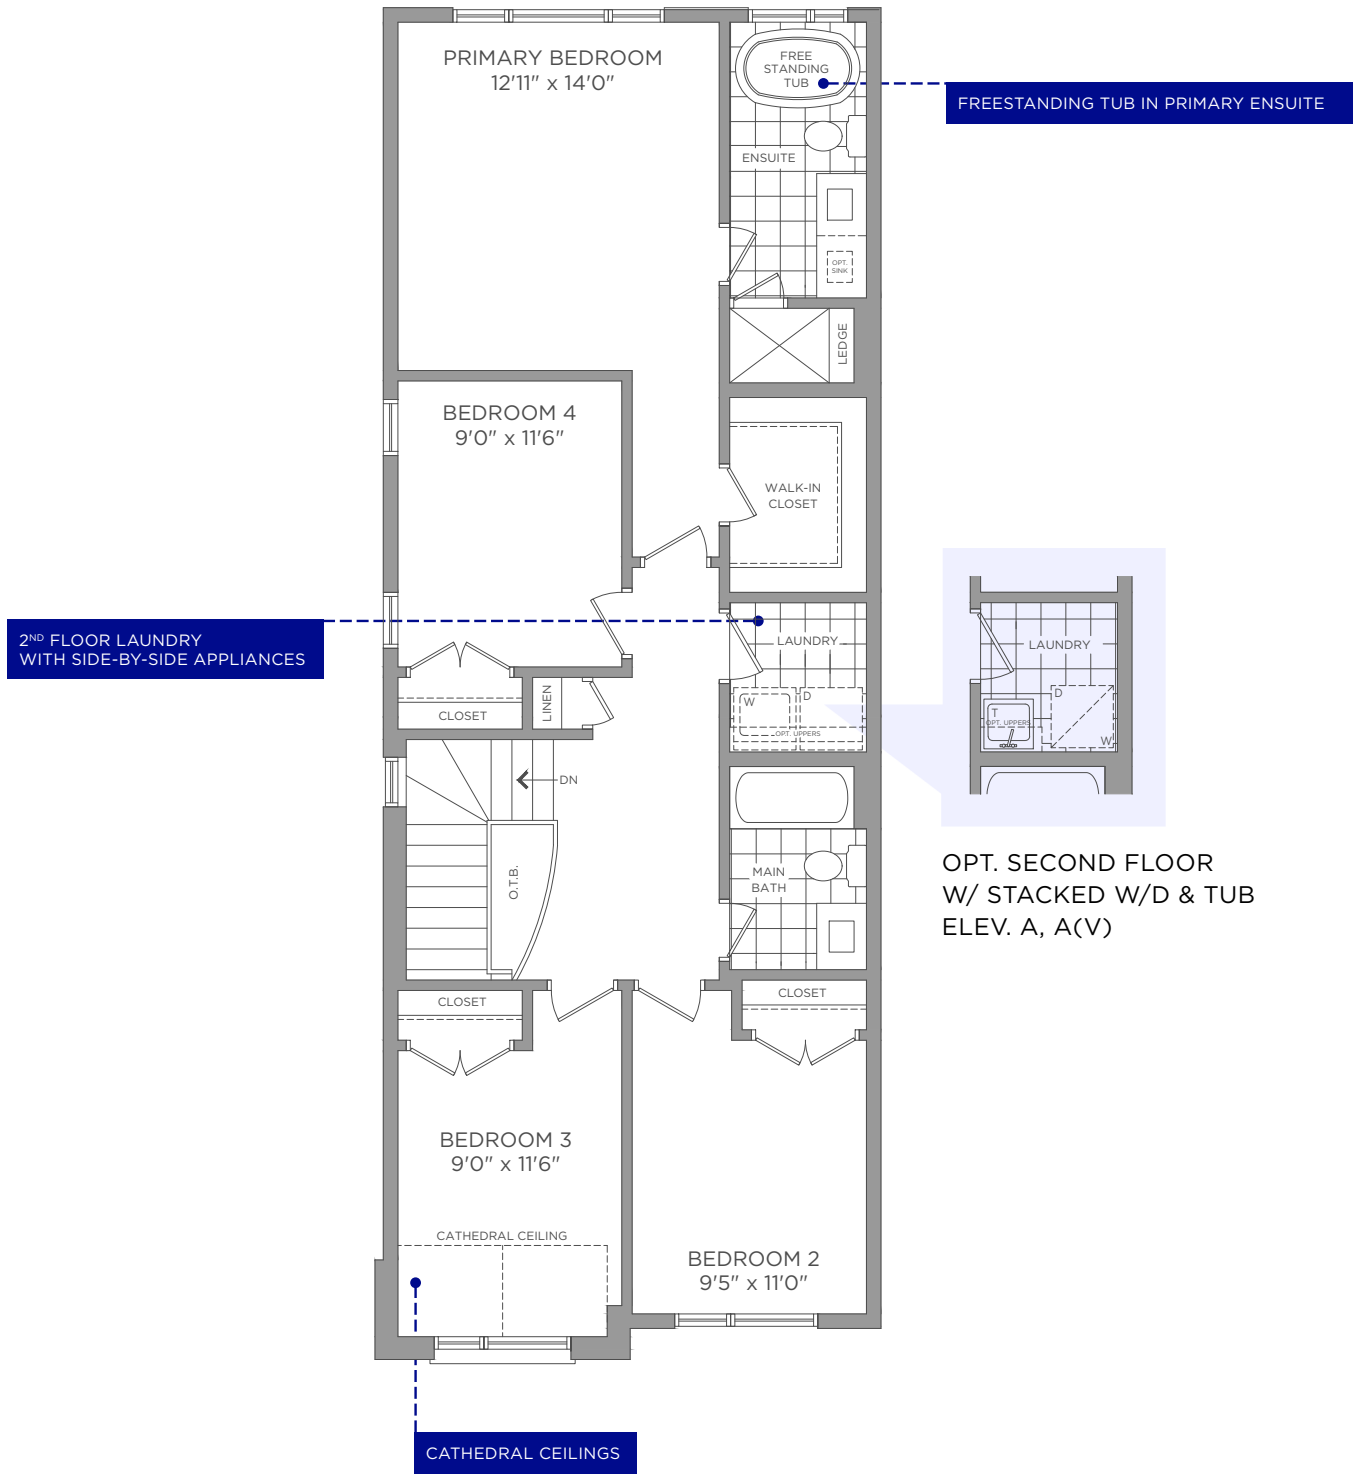 PRIMARY BEDROOM
12'11" x 14'0"
FREE
STANDING
TUB
FREESTANDING TUB IN PRIMARY ENSUITE
ENSUITE
OPT.
SINK
LEDGE
BEDROOM 4
9'0" x 11'6"
WALK-IN
CLOSET
2ND FLOOR LAUNDRY
WITH SIDE-BY-SIDE APPLIANCES
LAUNDRY
W
D
OPT. UPPERS
LAUNDRY
D
T
OPT. UPPERS
W
CLOSET
LINEN
DN
O.T.B.
MAIN
BATH
OPT. SECOND FLOOR
W/ STACKED W/D & TUB
ELEV. A, A(V)
CLOSET
CLOSET
BEDROOM 3
9'0" x 11'6"
CATHEDRAL CEILING
BEDROOM 2
9'5" x 11'0"
CATHEDRAL CEILINGS